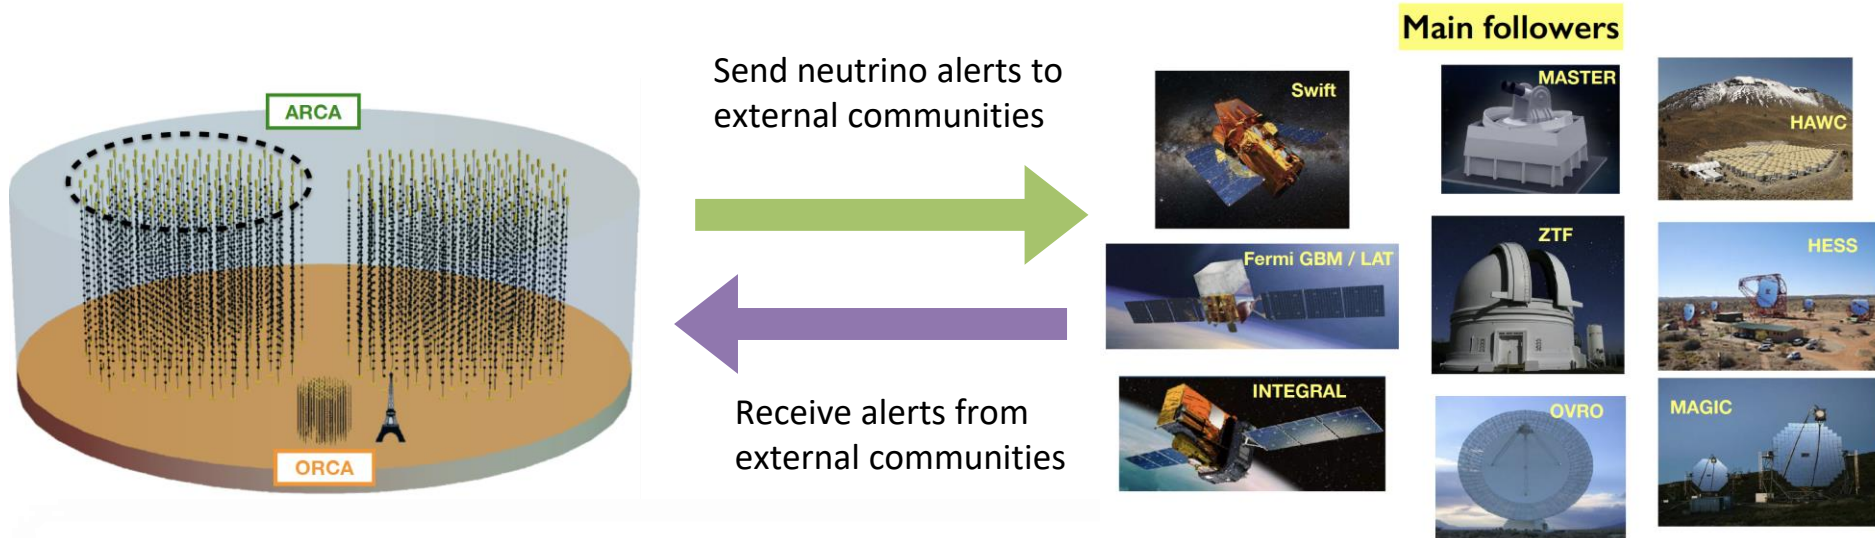 ARCA
ORCA
Send neutrino alerts to
external communities
Receive alerts from
external communities
Main followers
Swift
MASTER
HAWC
Fermi GBM / LAT
ZTF
HESS
INTEGRAL
OVRO
MAGIC